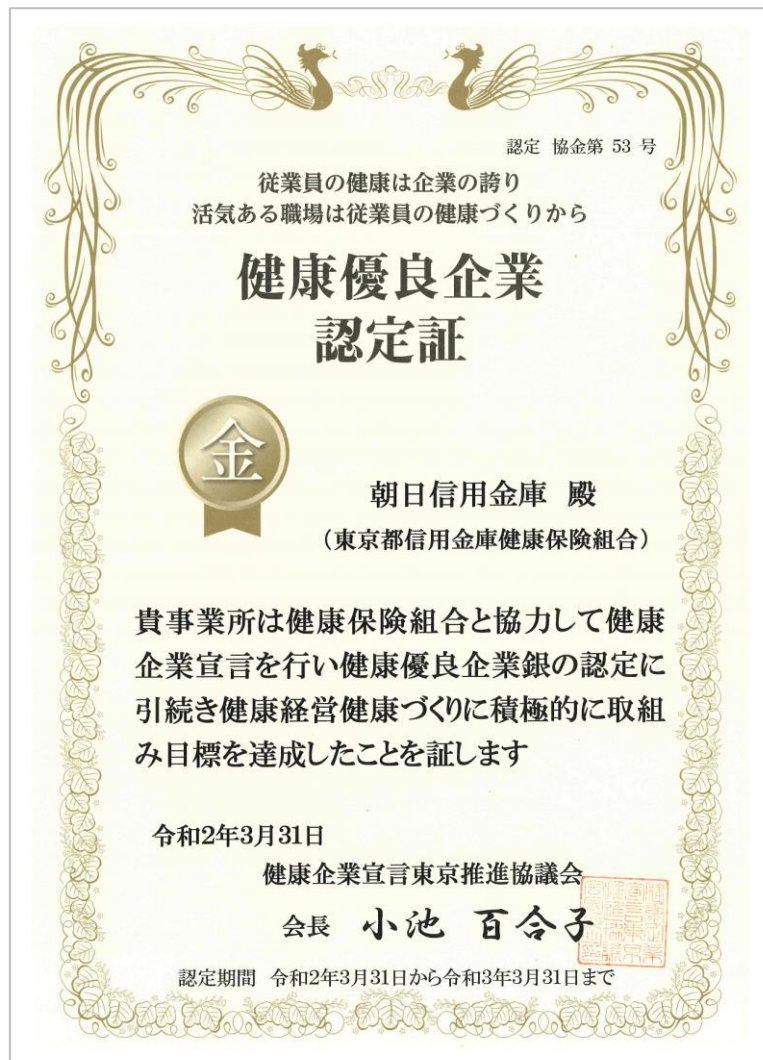 認定 協金第 53 号
従業員の健康は企業の誇り
活気ある職場は従業員の健康づくりから
健康優良企業
認定証
金
朝日信用金庫 殿
（東京都信用金庫健康保険組合）
貴事業所は健康保険組合と協力して健康
企業宣言を行い健康優良企業銀の認定に
引続き健康経営健康づくりに積極的に取組
み目標を達成したことを証します
令和2年3月31日
健康企業宣言東京推進協議会
会長 小池 百合子
認定期間 令和2年3月31日から令和3年3月31日まで